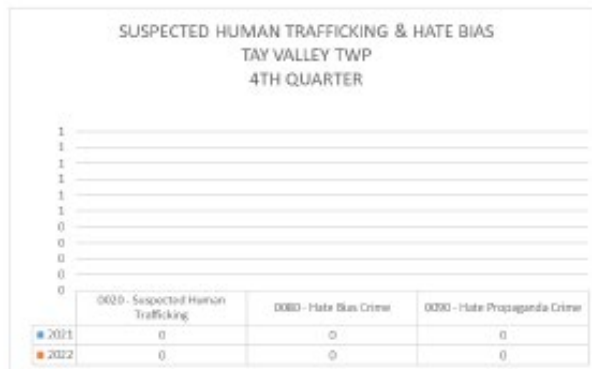 SUSPECTED HUMAN TRAFFICKING & HATE BIAS
TAY VALLEY TWP
4TH QUARTER
1
1
1
1
1
1
0
0
0
0
0
0020 - Suspected Human Trafficking 0080 - Hate Bias Crime 0090 - Hate Propaganda Crime
2021 0 0 0
2022 0 0 0